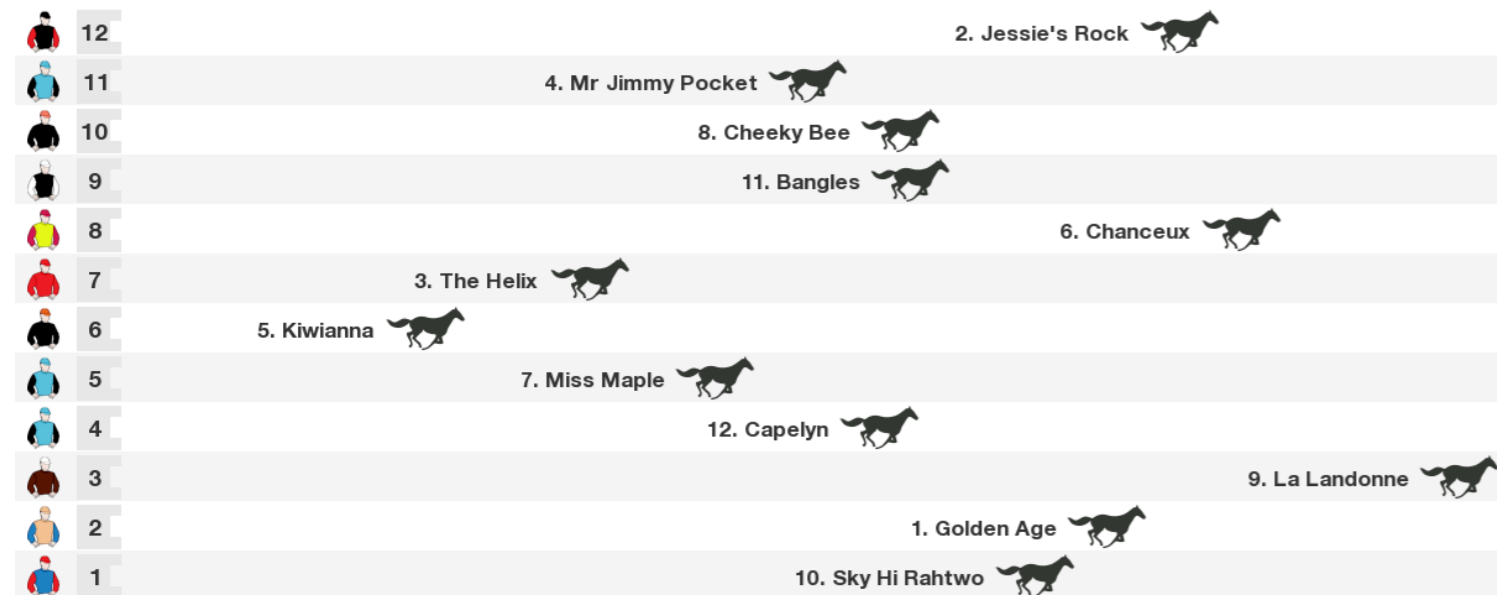 12 2. Jessie's Rock
11 4. Mr Jimmy Pocket
10 8. Cheeky Bee
9 11. Bangles
8 6. Chanceux
7 3. The Helix
6 5. Kiwianna
5 7. Miss Maple
4 12. Capelyn
3 9. La Landonne
2 1. Golden Age
1 10. Sky Hi Rahtwo